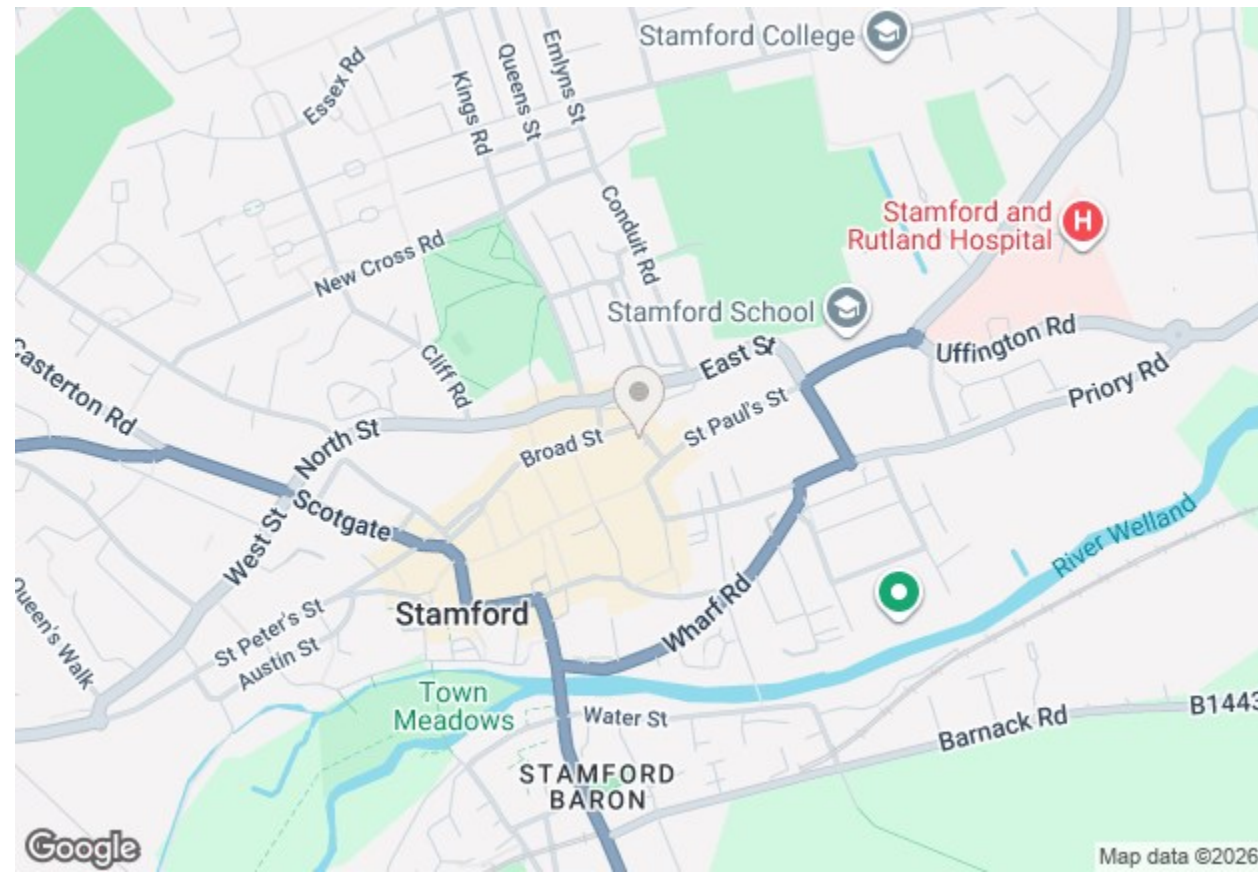 Stamford College
Essex Rd
Kings Rd
Queens St
Emlyns St
Conduit Rd
Stamford and
Rutland Hospital
New Cross Rd
Stamford School
Cliff Rd
East St
Uffington Rd
Priory Rd
Casterton Rd
North St
Broad St
St Paul's St
Scotgate
West St
River Welland
Queen's Walk
Stamford
St Peter's St
Austin St
Wharf Rd
Town
Meadows
Water St
Barnack Rd
B1443
STAMFORD
BARON
Google
Map data ©2026